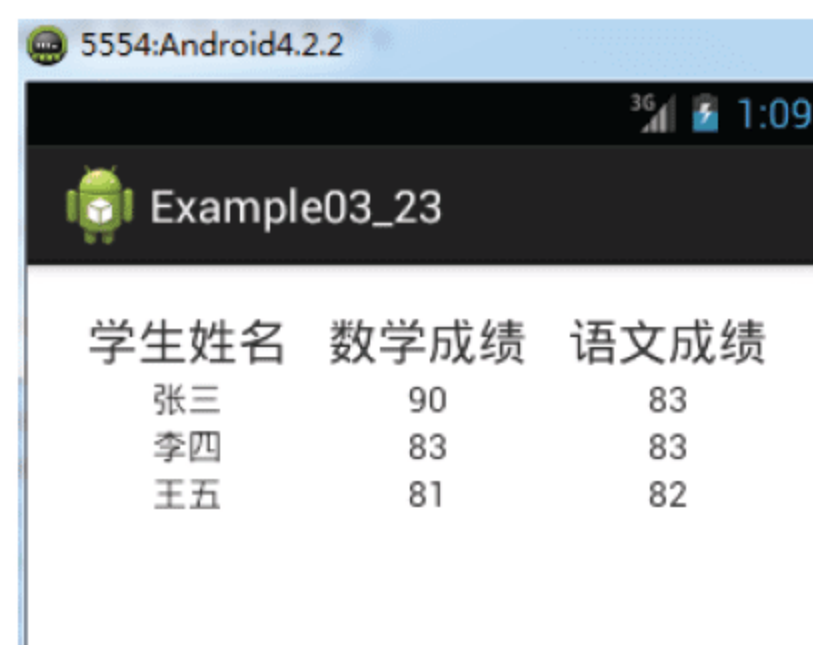 5554:Android4.2.2
3G 1:09
Example03_23
学生姓名 数学成绩 语文成绩
张三 90 83
李四 83 83
王五 81 82